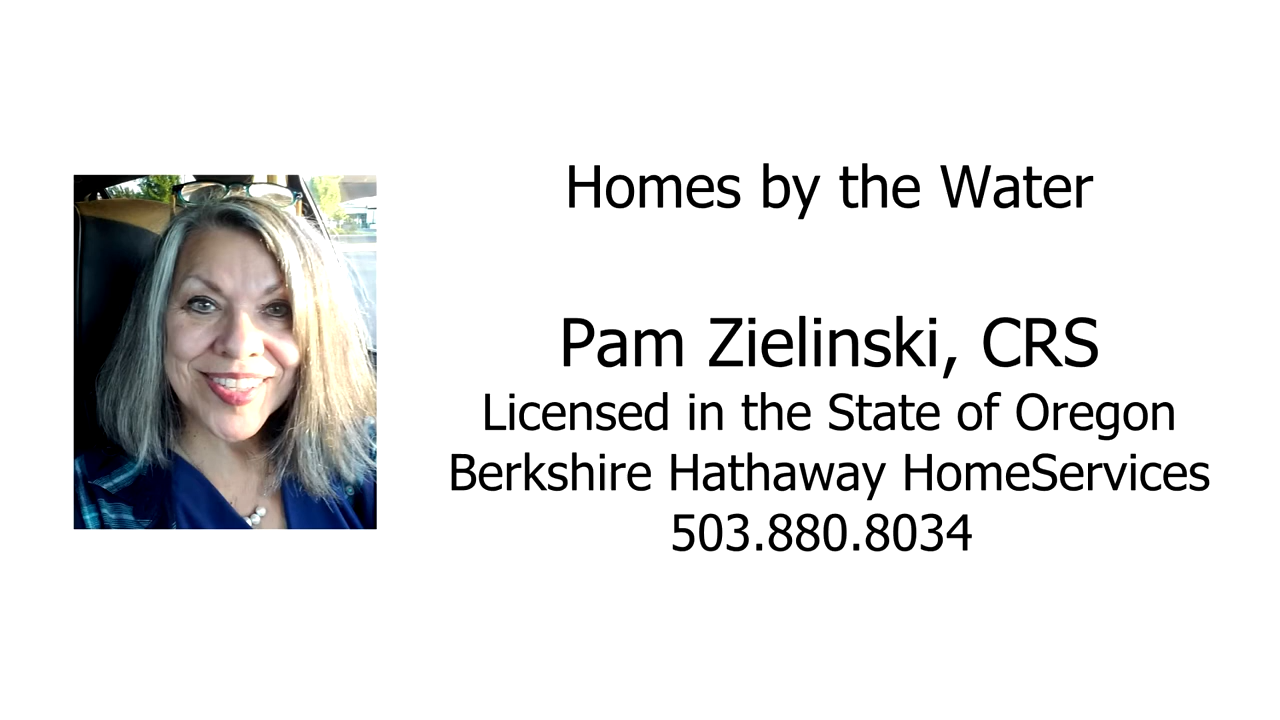 Homes by the Water
Pam Zielinski, CRS
Licensed in the State of Oregon
Berkshire Hathaway HomeServices
503.880.8034